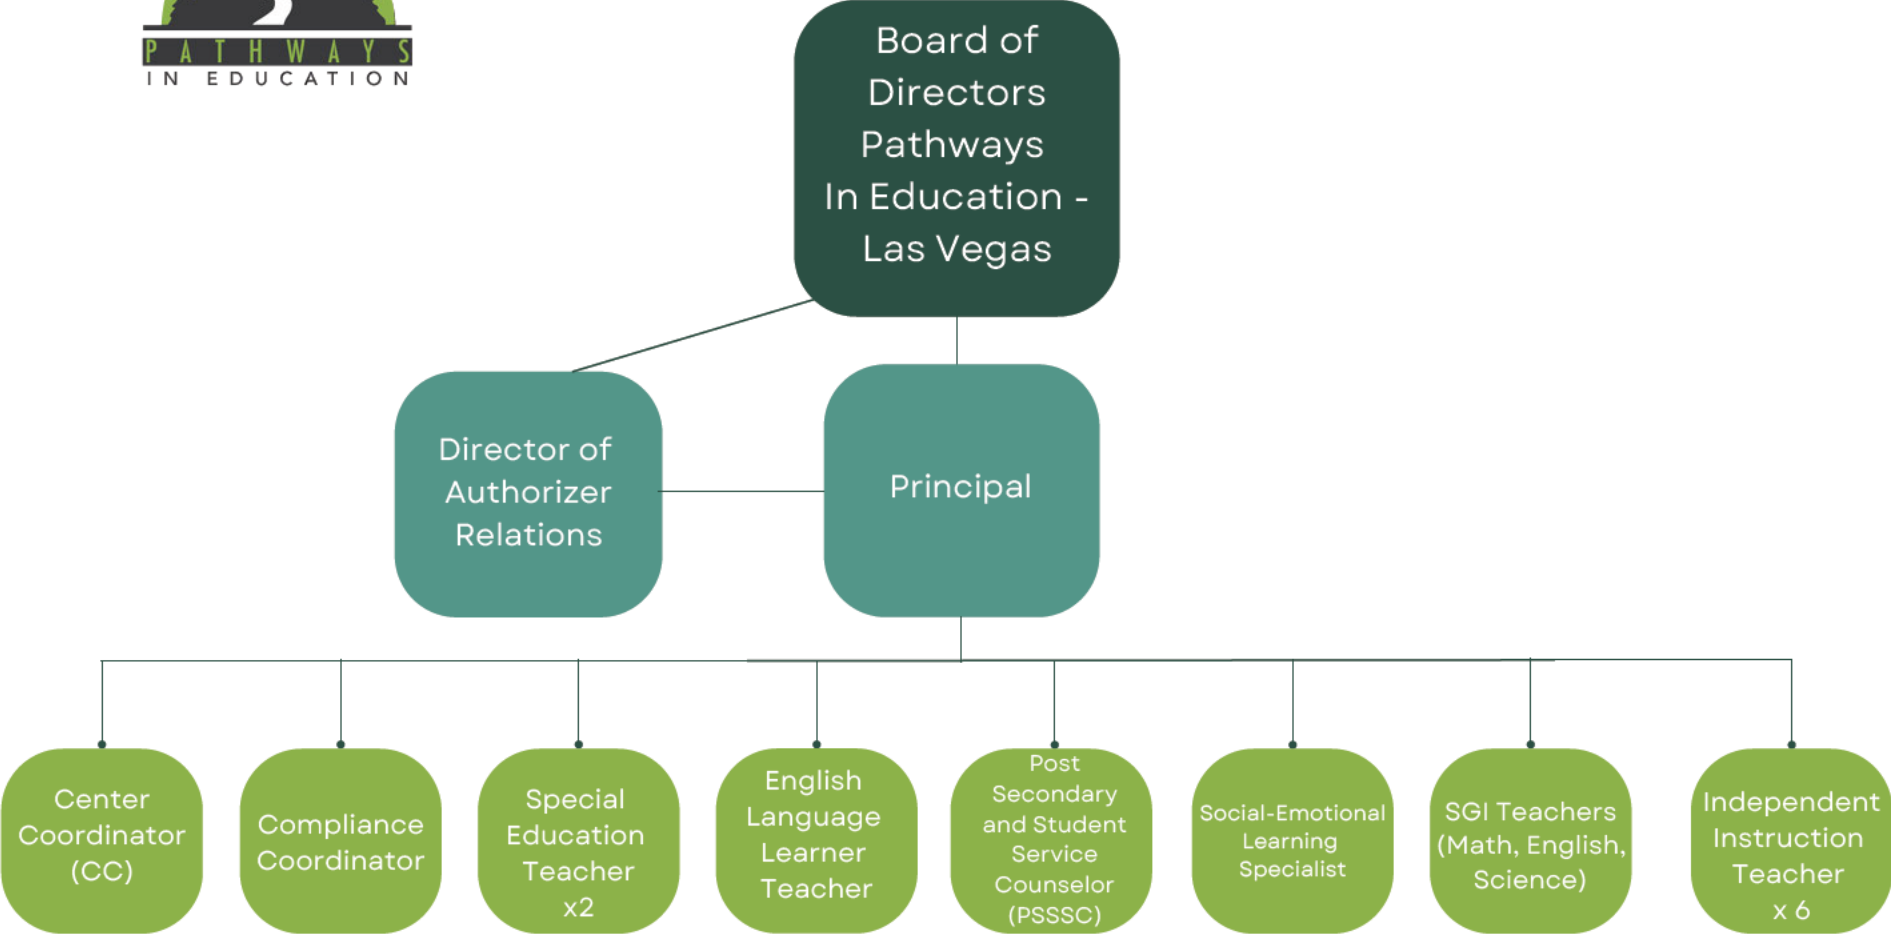 PATHWAYS
IN EDUCATION
Board of
Directors
Pathways
In Education -
Las Vegas
Director of
Authorizer
Relations
Principal
Center
Coordinator
(CC)
Compliance
Coordinator
Special
Education
Teacher
x2
English
Language
Learner
Teacher
Post
Secondary
and Student
Service
Counselor
(PSSSC)
Social-Emotional
Learning
Specialist
SGI Teachers
(Math, English,
Science)
Independent
Instruction
Teacher
x 6